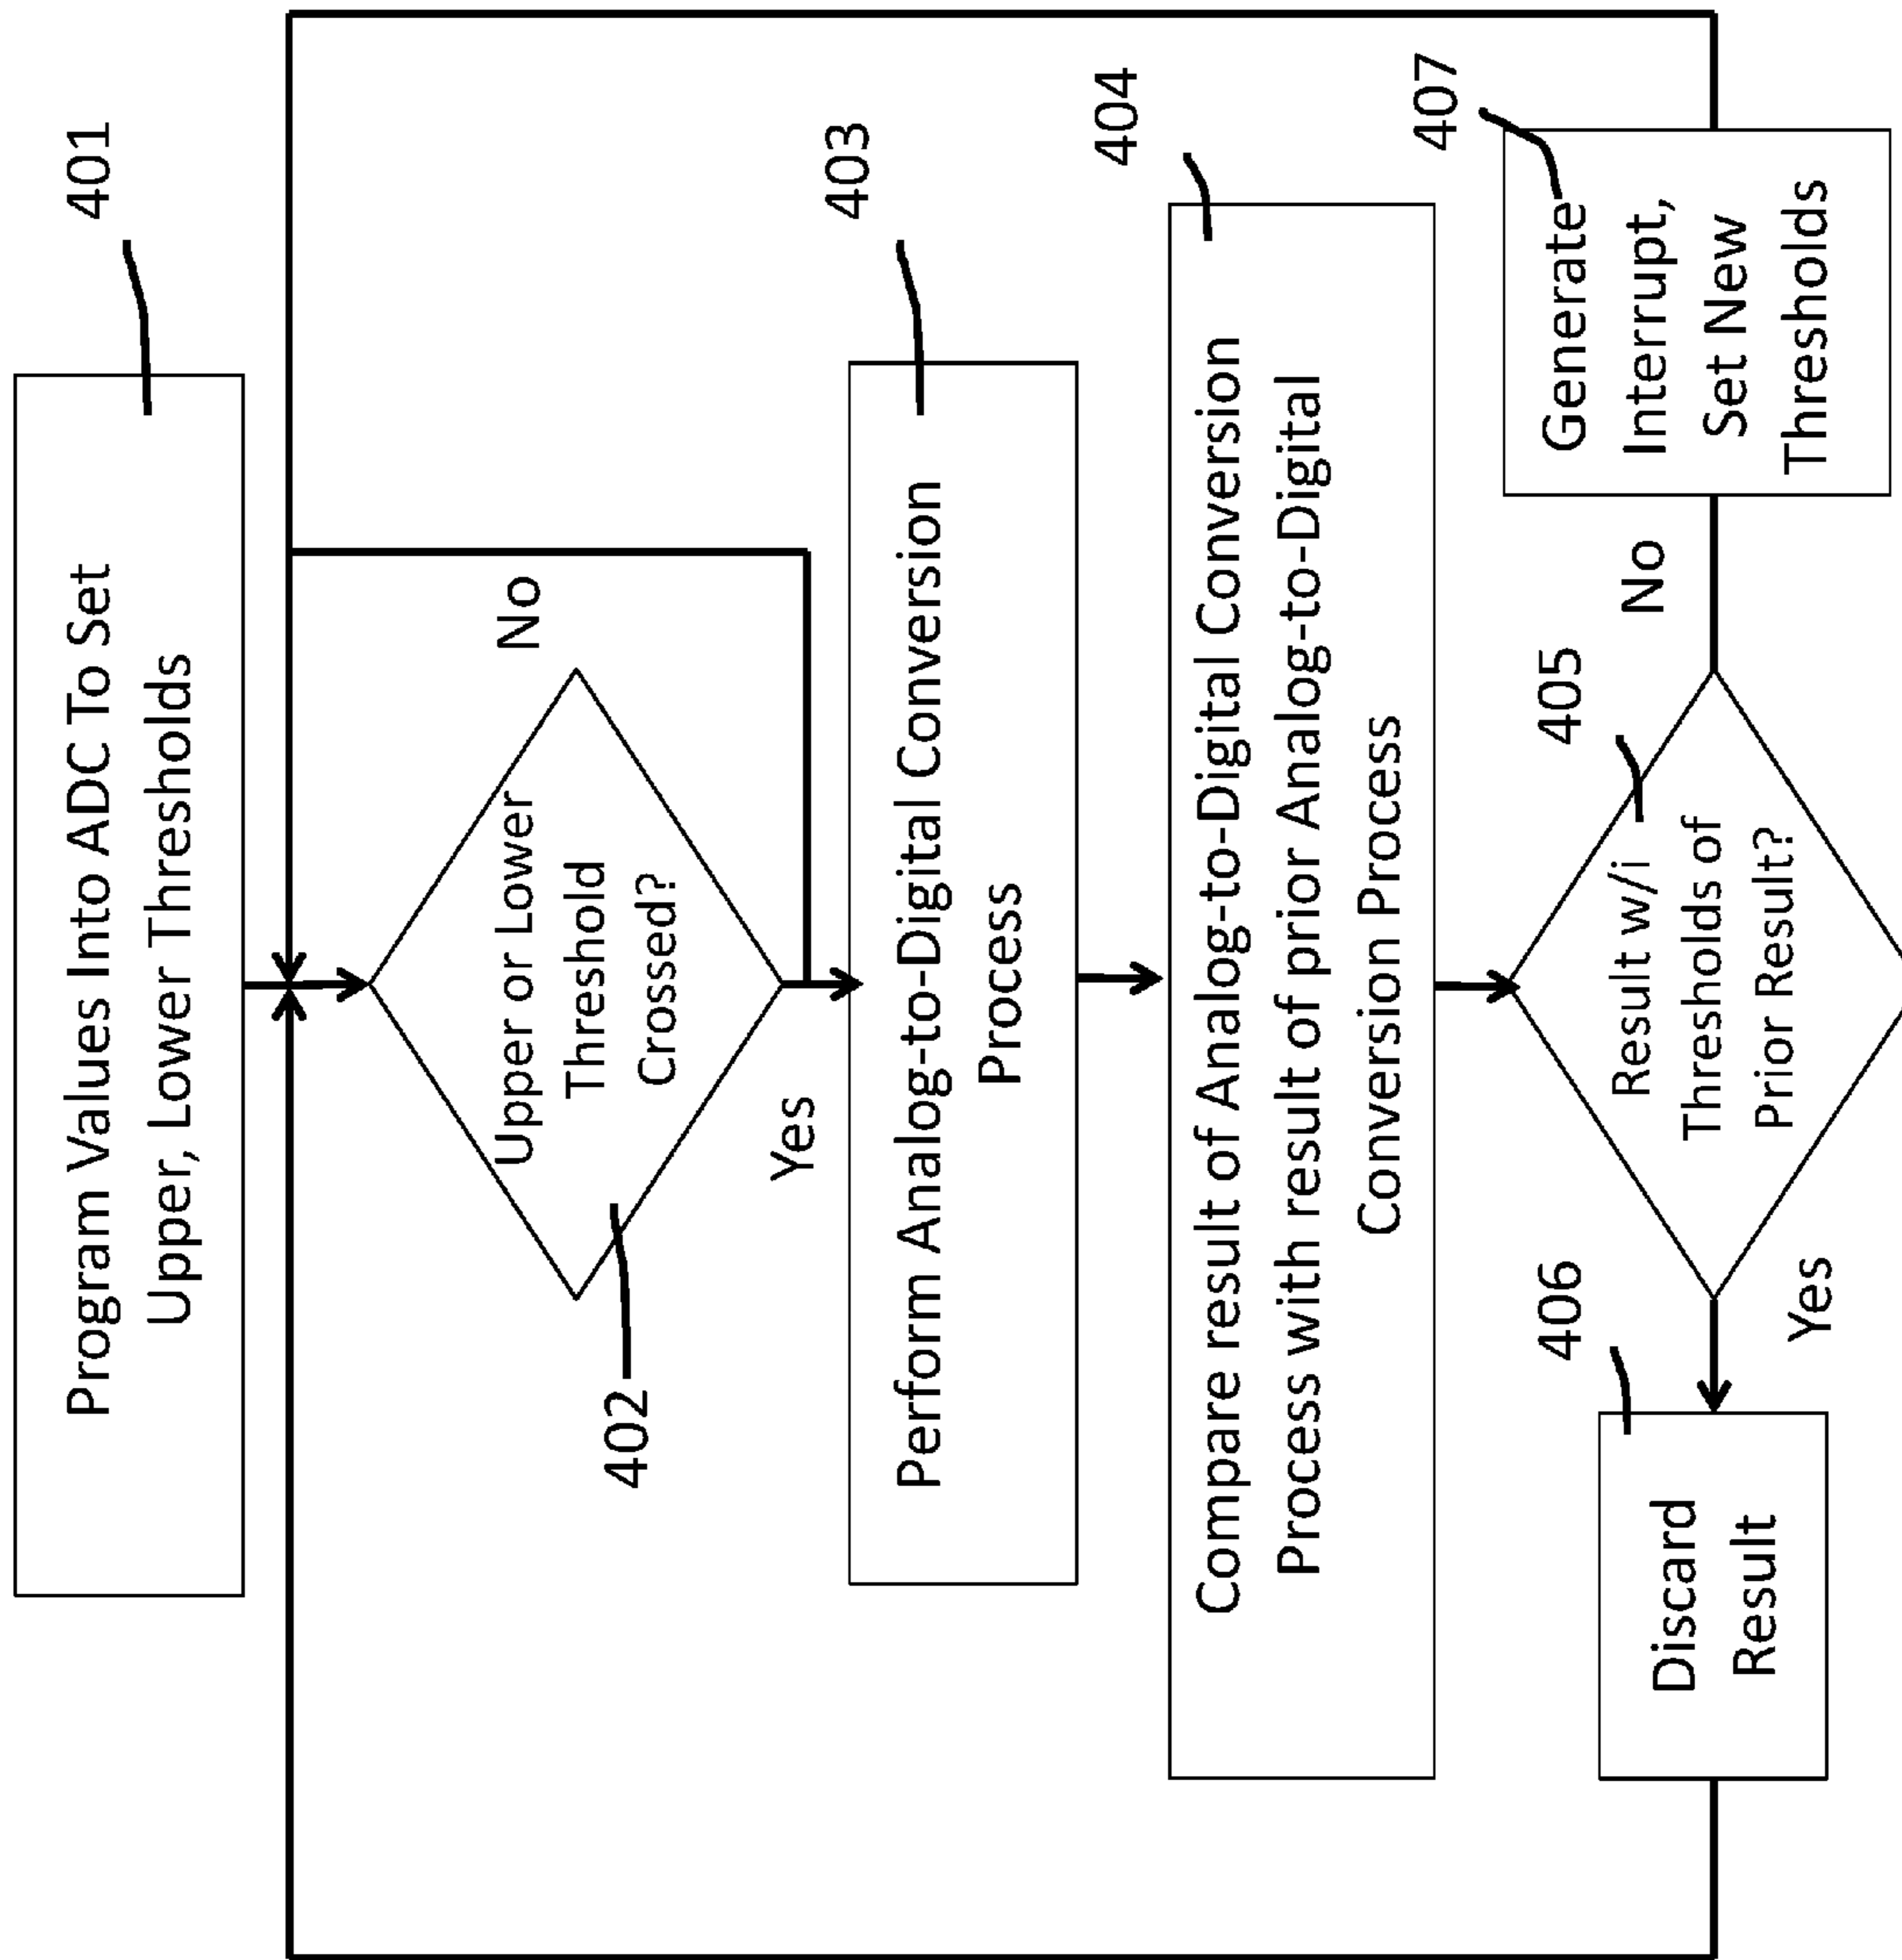 Program Values Into ADC To Set
Upper, Lower Thresholds
401
Upper or Lower
Threshold
Crossed?
402
No
Yes
Perform Analog-to-Digital Conversion
Process
403
Compare result of Analog-to-Digital Conversion
Process with result of prior Analog-to-Digital
Conversion Process
404
Result w/i
Thresholds of
Prior Result?
405
Yes
No
Discard
Result
406
Generate
Interrupt,
Set New
Thresholds
407